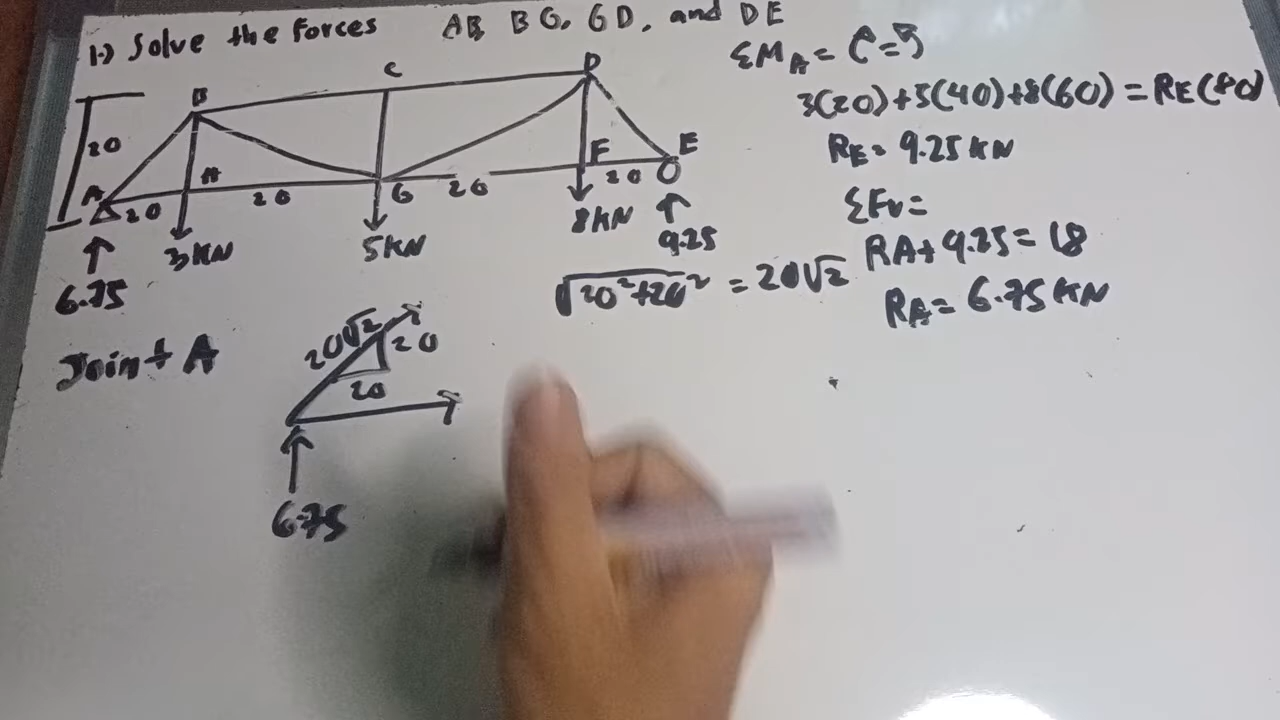 1.) Solve the Forces AB, BG, GD, and DE
B
C
D
20
A
H
20
20
G
20
F
20
E
3KN
5KN
8KN
9.25
6.75
ΣM_A =
3(20)+5(40)+8(60) = RE(80)
RE = 9.25 KN
ΣFv =
RA + 9.25 = 18
RA = 6.75 KN
√20²+20² = 20√2
Joint A
20√2
20
20
6.75